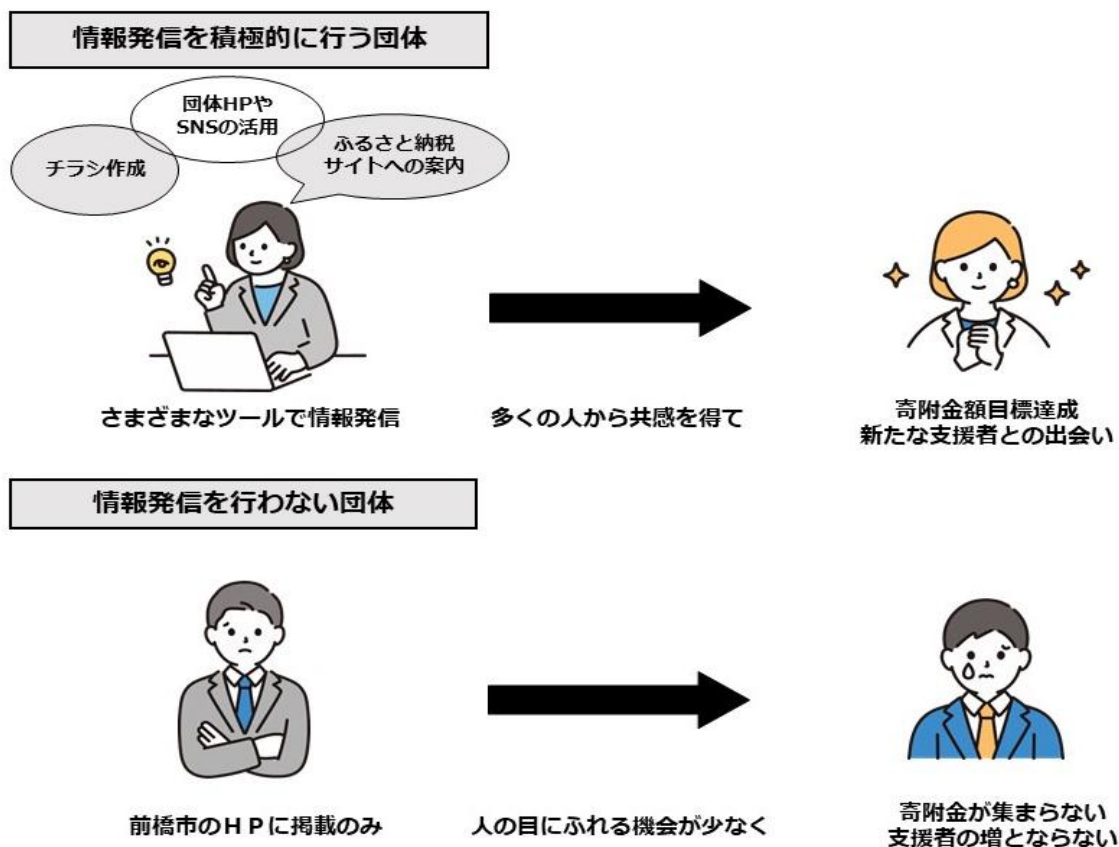 情報発信を積極的に行う団体
団体HPや
SNSの活用
チラシ作成
ふるさと納税
サイトへの案内
さまざまなツールで情報発信
多くの人から共感を得て
寄附金額目標達成
新たな支援者との出会い
情報発信を行わない団体
前橋市のＨＰに掲載のみ
人の目にふれる機会が少なく
寄附金が集まらない
支援者の増とならない